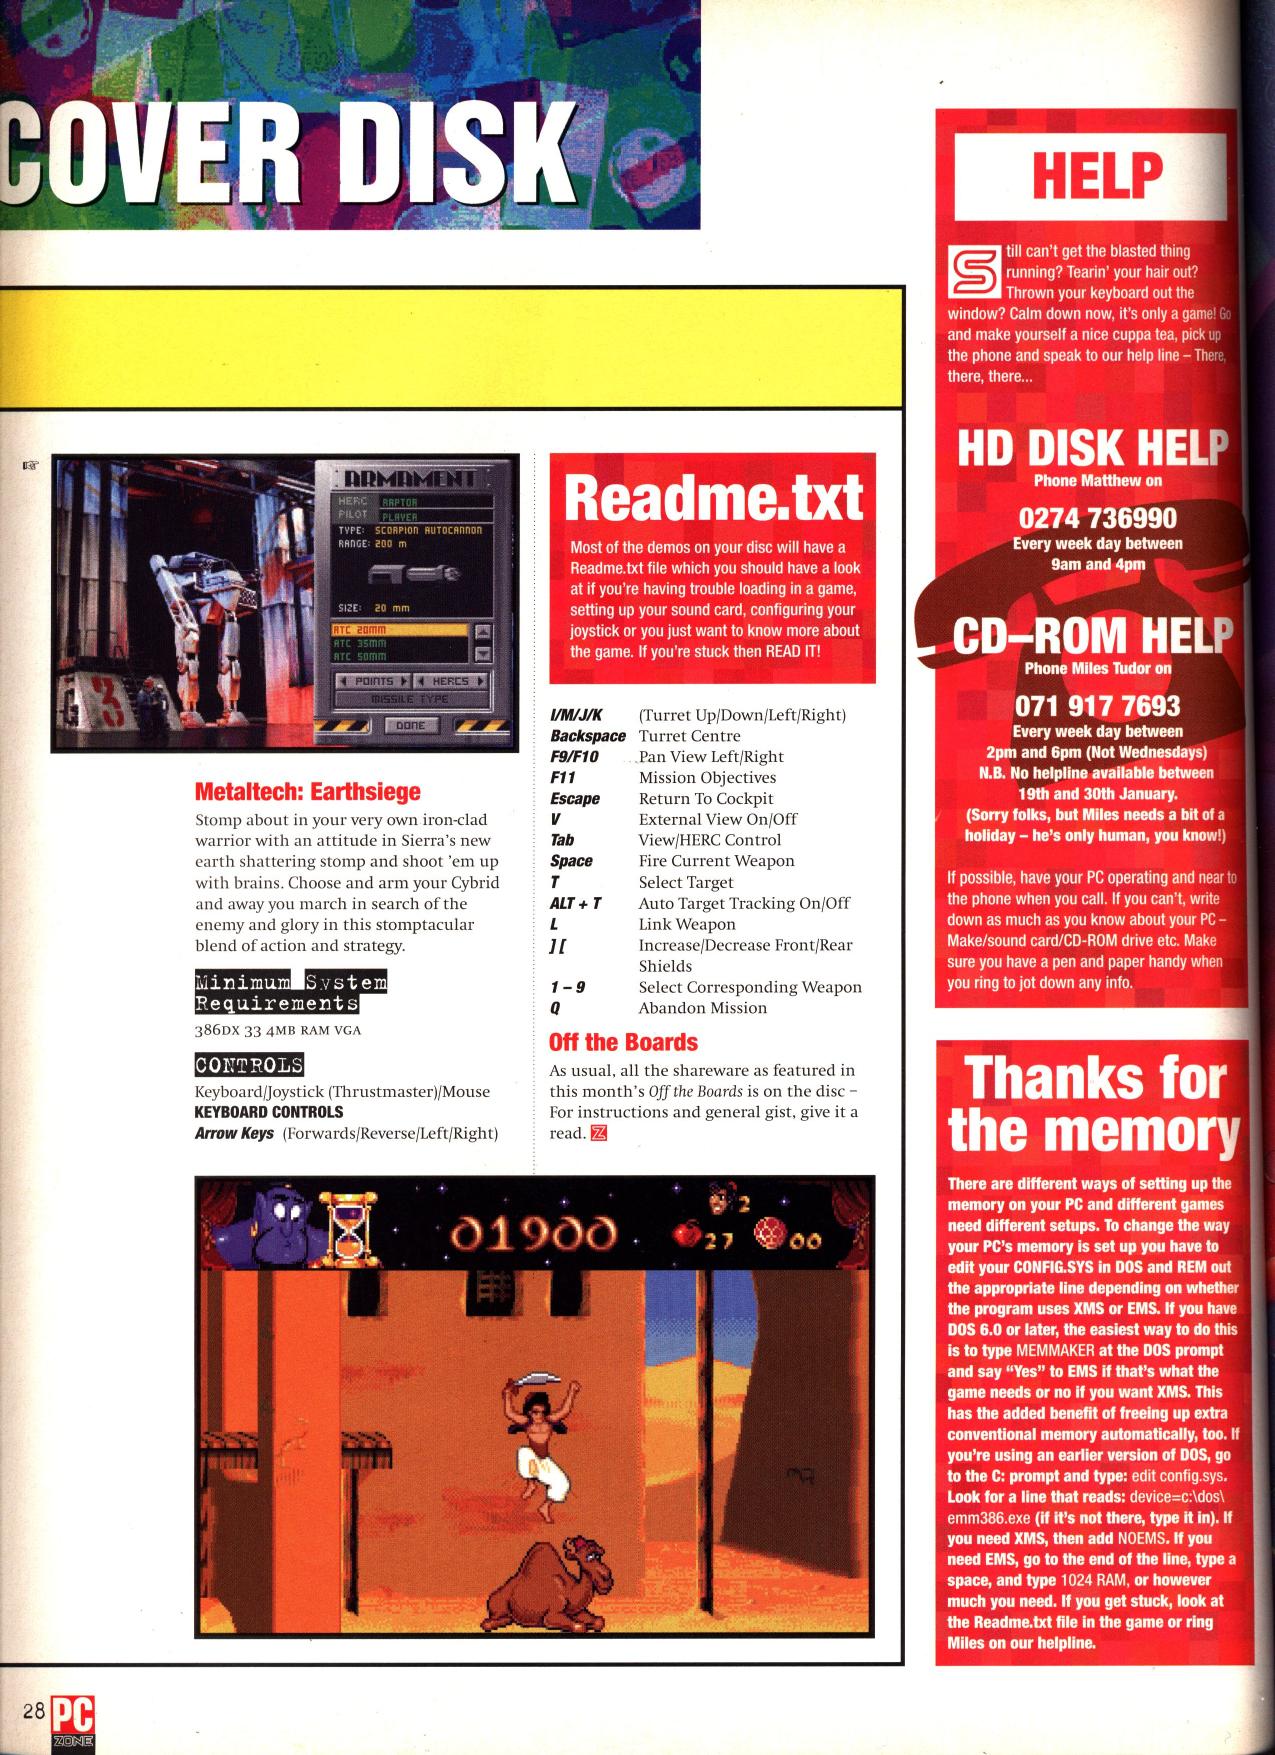 COVER DISK
ARMAMENT
HERC RAPTOR
PILOT PLAYER
TYPE: SCORPION AUTOCANNON
RANGE: 200 m
SIZE: 20 mm
ATC 20MM
ATC 35MM
ATC 50MM
POINTS HERCS
MISSILE TYPE
DONE
3
Metaltech: Earthsiege
Stomp about in your very own iron-clad
warrior with an attitude in Sierra's new
earth shattering stomp and shoot 'em up
with brains. Choose and arm your Cybrid
and away you march in search of the
enemy and glory in this stomptacular
blend of action and strategy.
Minimum System
Requirements
386DX 33 4MB RAM VGA
CONTROLS
Keyboard/Joystick (Thrustmaster)/Mouse
KEYBOARD CONTROLS
Arrow Keys (Forwards/Reverse/Left/Right)
Readme.txt
Most of the demos on your disc will have a
Readme.txt file which you should have a look
at if you're having trouble loading in a game,
setting up your sound card, configuring your
joystick or you just want to know more about
the game. If you're stuck then READ IT!
I/M/J/K (Turret Up/Down/Left/Right)
Backspace Turret Centre
F9/F10 Pan View Left/Right
F11 Mission Objectives
Escape Return To Cockpit
V External View On/Off
Tab View/HERC Control
Space Fire Current Weapon
T Select Target
ALT + T Auto Target Tracking On/Off
L Link Weapon
] [ Increase/Decrease Front/Rear
Shields
1 – 9 Select Corresponding Weapon
Q Abandon Mission
Off the Boards
As usual, all the shareware as featured in
this month's Off the Boards is on the disc –
For instructions and general gist, give it a
read. Z
01900
2
27 00
HELP
Still can't get the blasted thing
running? Tearin' your hair out?
Thrown your keyboard out the
window? Calm down now, it's only a game! Go
and make yourself a nice cuppa tea, pick up
the phone and speak to our help line – There,
there, there...
HD DISK HELP
Phone Matthew on
0274 736990
Every week day between
9am and 4pm
CD–ROM HELP
Phone Miles Tudor on
071 917 7693
Every week day between
2pm and 6pm (Not Wednesdays)
N.B. No helpline available between
19th and 30th January.
(Sorry folks, but Miles needs a bit of a
holiday – he's only human, you know!)
If possible, have your PC operating and near to
the phone when you call. If you can't, write
down as much as you know about your PC –
Make/sound card/CD-ROM drive etc. Make
sure you have a pen and paper handy when
you ring to jot down any info.
Thanks for
the memory
There are different ways of setting up the
memory on your PC and different games
need different setups. To change the way
your PC's memory is set up you have to
edit your CONFIG.SYS in DOS and REM out
the appropriate line depending on whether
the program uses XMS or EMS. If you have
DOS 6.0 or later, the easiest way to do this
is to type MEMMAKER at the DOS prompt
and say “Yes” to EMS if that's what the
game needs or no if you want XMS. This
has the added benefit of freeing up extra
conventional memory automatically, too. If
you're using an earlier version of DOS, go
to the C: prompt and type: edit config.sys.
Look for a line that reads: device=c:\dos\
emm386.exe (if it's not there, type it in). If
you need XMS, then add NOEMS. If you
need EMS, go to the end of the line, type a
space, and type 1024 RAM, or however
much you need. If you get stuck, look at
the Readme.txt file in the game or ring
Miles on our helpline.
28 PC
ZONE